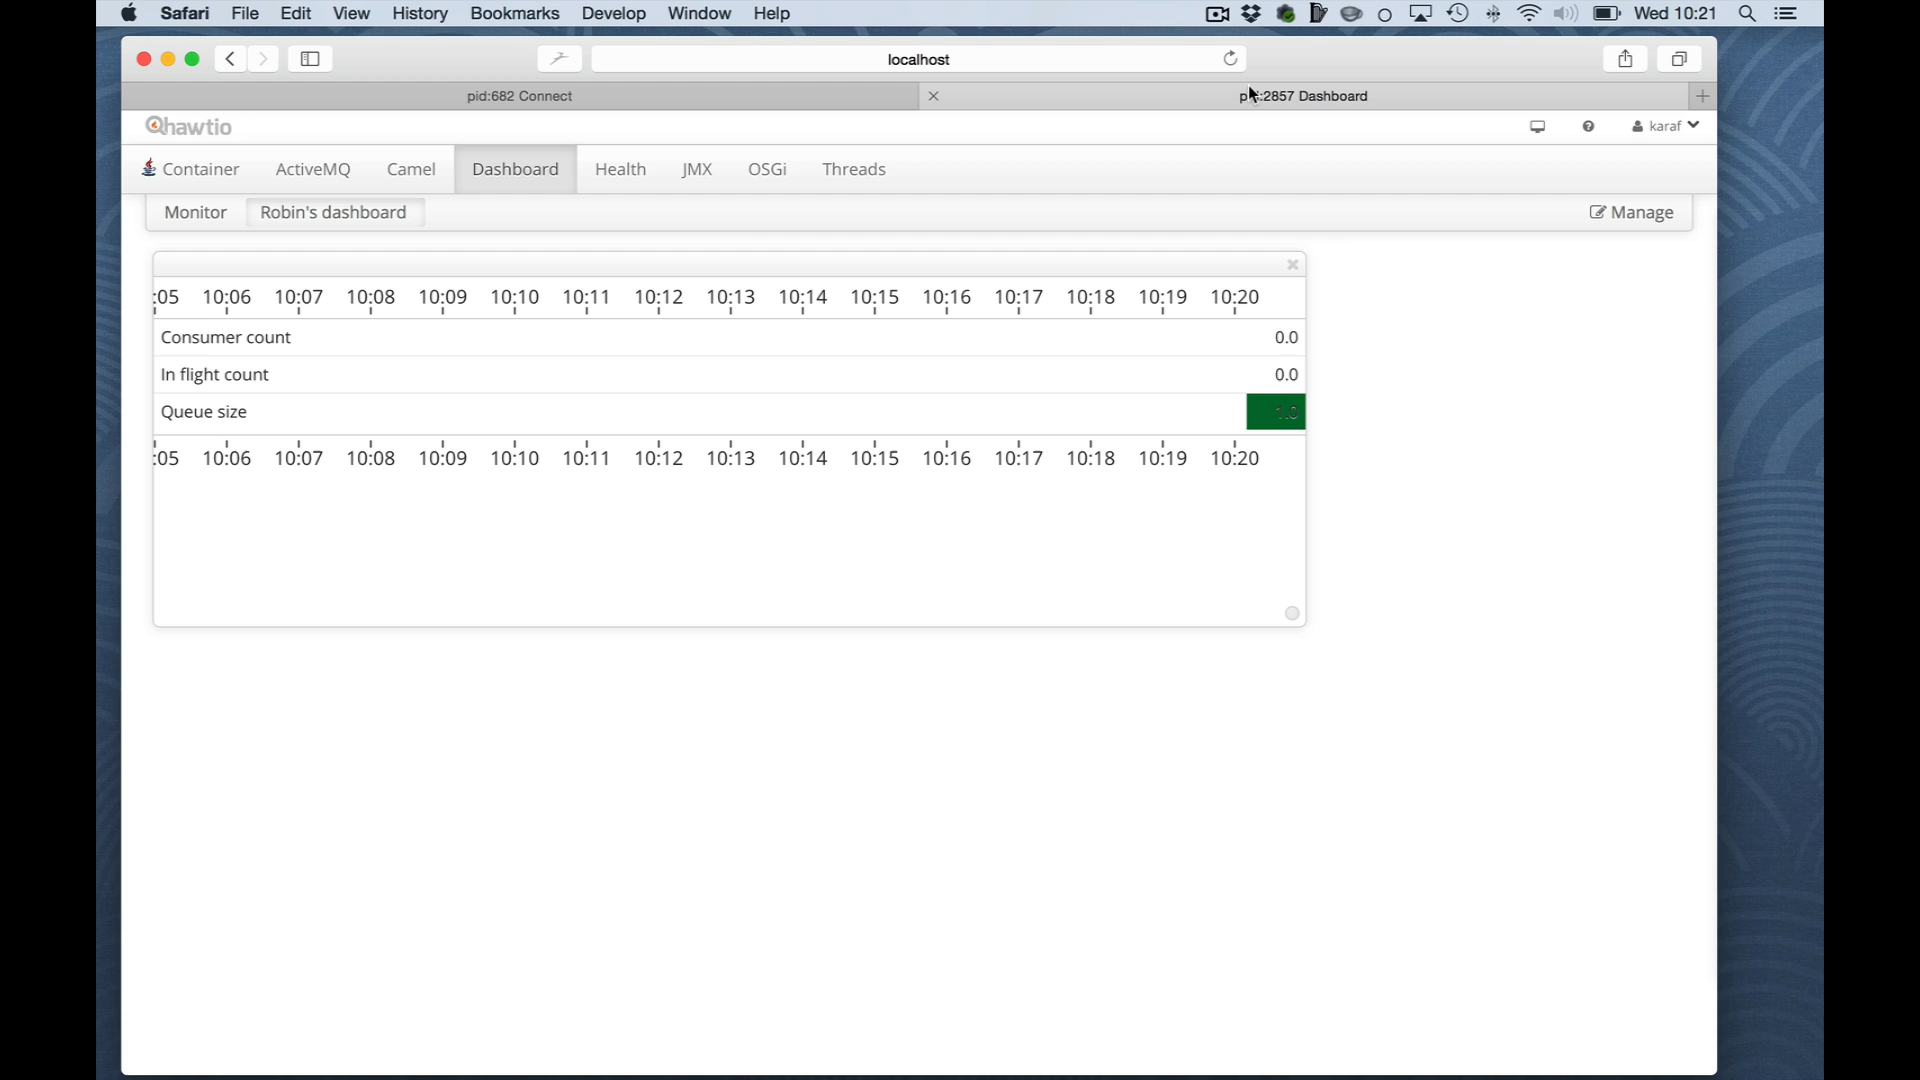 Safari File Edit View History Bookmarks Develop Window Help Wed 10:21
localhost
pid:682 Connect :2857 Dashboard
hawtio karaf
Container ActiveMQ Camel Dashboard Health JMX OSGi Threads
Monitor Robin's dashboard Manage
:05 10:06 10:07 10:08 10:09 10:10 10:11 10:12 10:13 10:14 10:15 10:16 10:17 10:18 10:19 10:20
Consumer count 0.0
In flight count 0.0
Queue size 1.0
:05 10:06 10:07 10:08 10:09 10:10 10:11 10:12 10:13 10:14 10:15 10:16 10:17 10:18 10:19 10:20